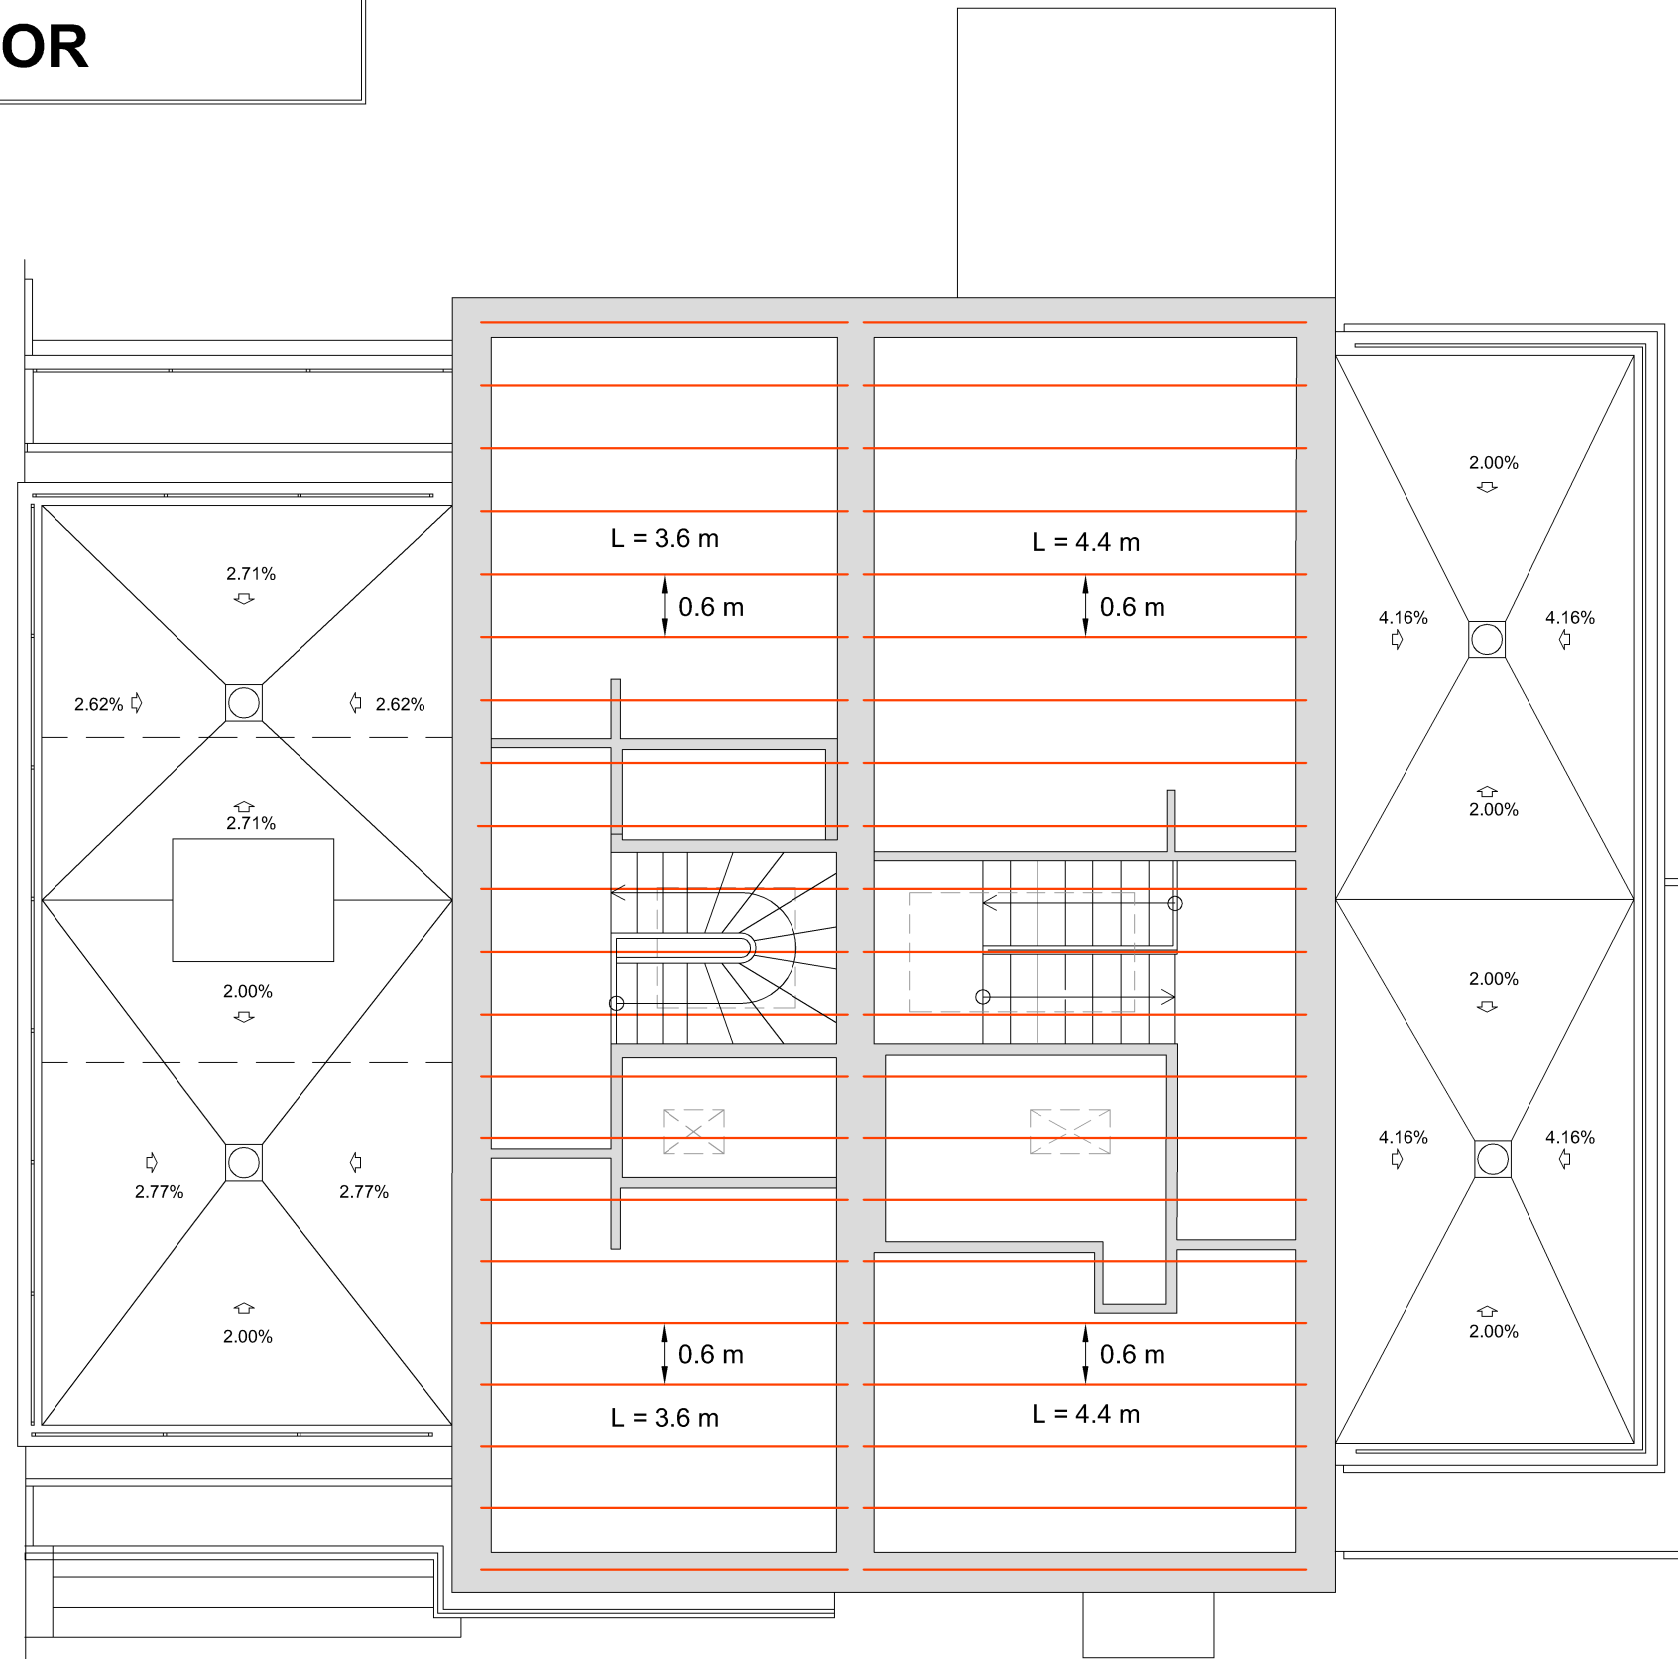 OR
2.00%
L = 3.6 m
L = 4.4 m
2.71%
0.6 m
0.6 m
4.16%
4.16%
2.62%
2.62%
2.71%
2.00%
2.00%
2.00%
4.16%
4.16%
2.77%
2.77%
2.00%
2.00%
0.6 m
0.6 m
L = 3.6 m
L = 4.4 m